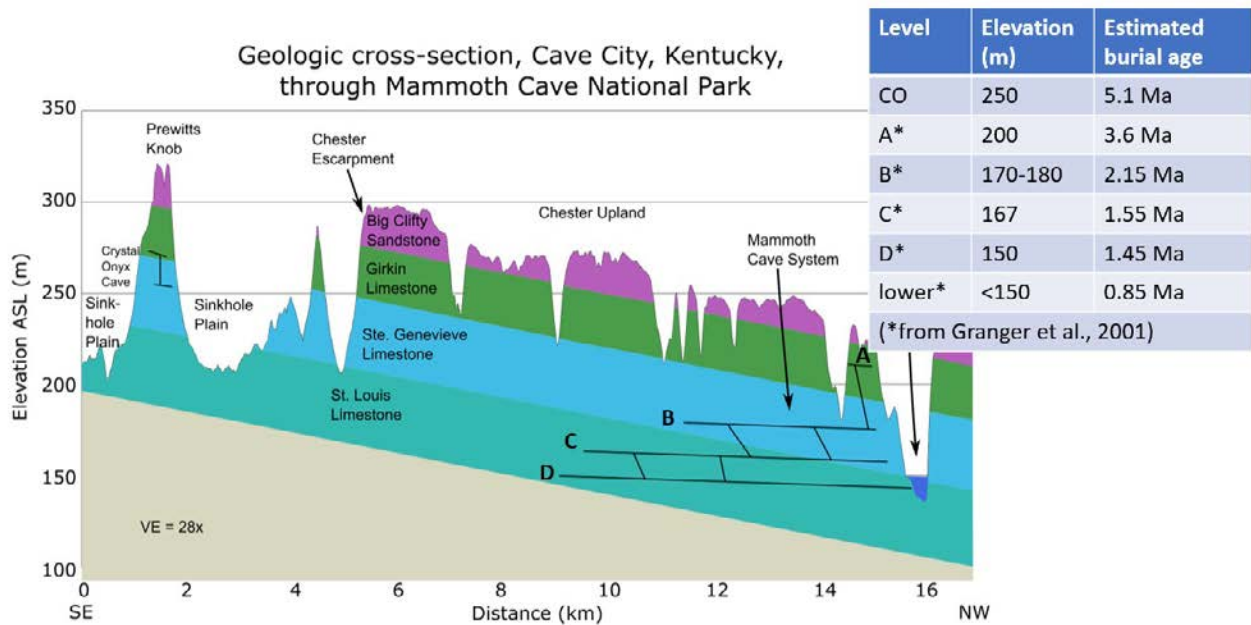 Geologic cross-section, Cave City, Kentucky,
through Mammoth Cave National Park
Level Elevation (m) Estimated burial age
CO 250 5.1 Ma
A* 200 3.6 Ma
B* 170-180 2.15 Ma
C* 167 1.55 Ma
D* 150 1.45 Ma
lower* <150 0.85 Ma
(*from Granger et al., 2001)
Elevation ASL (m)
350
300
250
200
150
100
Prewitts
Knob
Chester
Escarpment
Big Clifty
Sandstone
Chester Upland
Girkin
Limestone
Mammoth
Cave System
Crystal
Onyx
Cave
Sink-
hole
Plain
Sinkhole
Plain
Ste. Genevieve
Limestone
St. Louis
Limestone
A
B
C
D
VE = 28x
0 2 4 6 8 10 12 14 16
SE Distance (km) NW